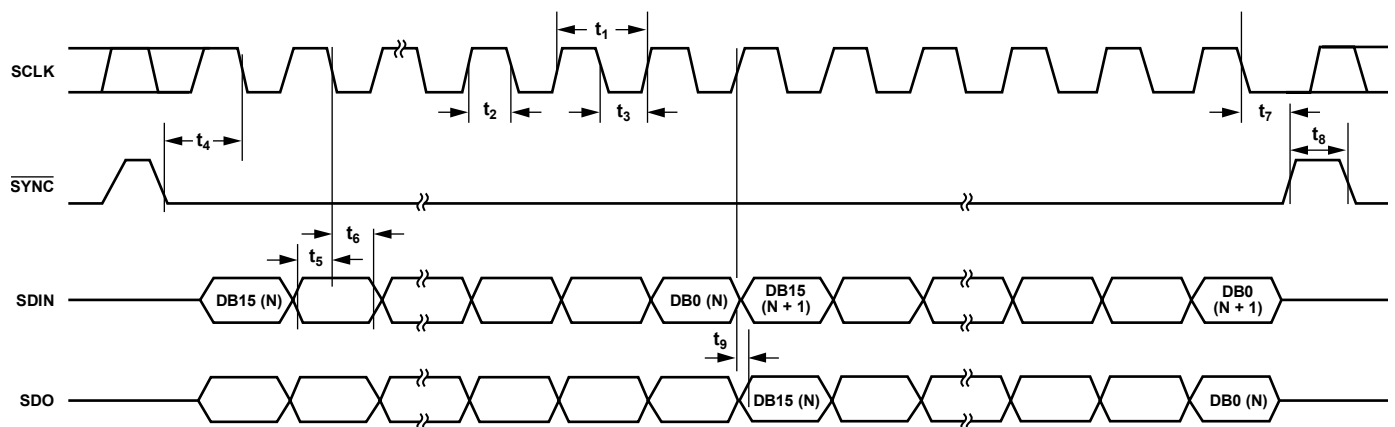 t1
SCLK
t2
t3
t7
t4
t8
SYNC
t6
t5
SDIN
DB15 (N)
DB0 (N)
DB15
(N + 1)
DB0
(N + 1)
t9
SDO
DB15 (N)
DB0 (N)